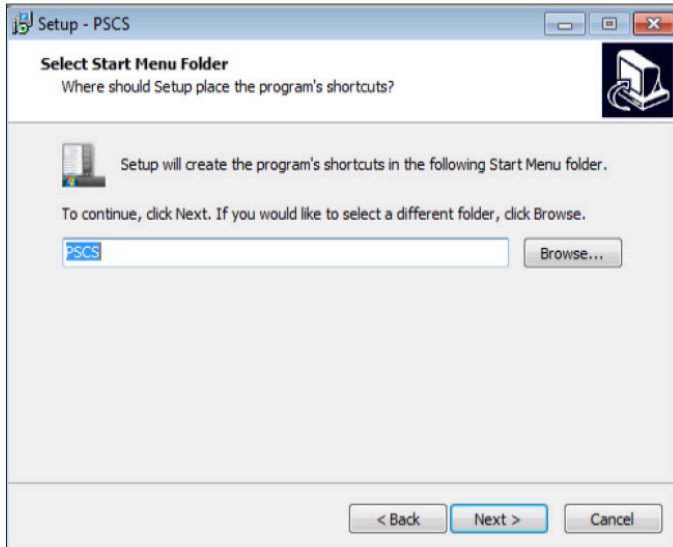 Setup - PSCS
Select Start Menu Folder
Where should Setup place the program's shortcuts?
Setup will create the program's shortcuts in the following Start Menu folder.
To continue, click Next. If you would like to select a different folder, click Browse.
PSCS
Browse...
< Back
Next >
Cancel